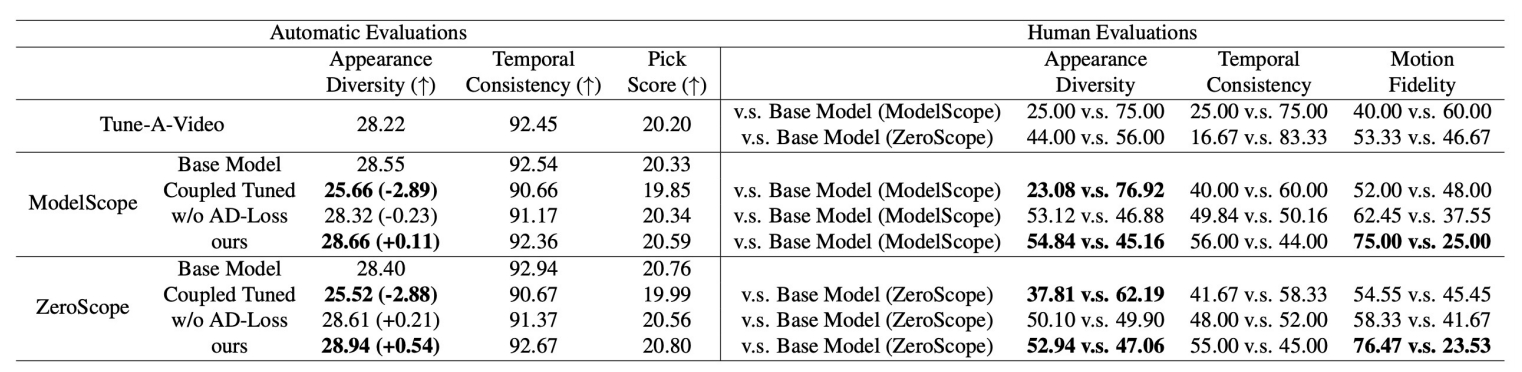 Automatic Evaluations Human Evaluations
Appearance Temporal Pick Appearance Temporal Motion
Diversity (↑) Consistency (↑) Score (↑) Diversity Consistency Fidelity
Tune-A-Video 28.22 92.45 20.20 v.s. Base Model (ModelScope) 25.00 v.s. 75.00 25.00 v.s. 75.00 40.00 v.s. 60.00
v.s. Base Model (ZeroScope) 44.00 v.s. 56.00 16.67 v.s. 83.33 53.33 v.s. 46.67
ModelScope Base Model 28.55 92.54 20.33
Coupled Tuned 25.66 (-2.89) 90.66 19.85 v.s. Base Model (ModelScope) 23.08 v.s. 76.92 40.00 v.s. 60.00 52.00 v.s. 48.00
w/o AD-Loss 28.32 (-0.23) 91.17 20.34 v.s. Base Model (ModelScope) 53.12 v.s. 46.88 49.84 v.s. 50.16 62.45 v.s. 37.55
ours 28.66 (+0.11) 92.36 20.59 v.s. Base Model (ModelScope) 54.84 v.s. 45.16 56.00 v.s. 44.00 75.00 v.s. 25.00
ZeroScope Base Model 28.40 92.94 20.76
Coupled Tuned 25.52 (-2.88) 90.67 19.99 v.s. Base Model (ZeroScope) 37.81 v.s. 62.19 41.67 v.s. 58.33 54.55 v.s. 45.45
w/o AD-Loss 28.61 (+0.21) 91.37 20.56 v.s. Base Model (ZeroScope) 50.10 v.s. 49.90 48.00 v.s. 52.00 58.33 v.s. 41.67
ours 28.94 (+0.54) 92.67 20.80 v.s. Base Model (ZeroScope) 52.94 v.s. 47.06 55.00 v.s. 45.00 76.47 v.s. 23.53